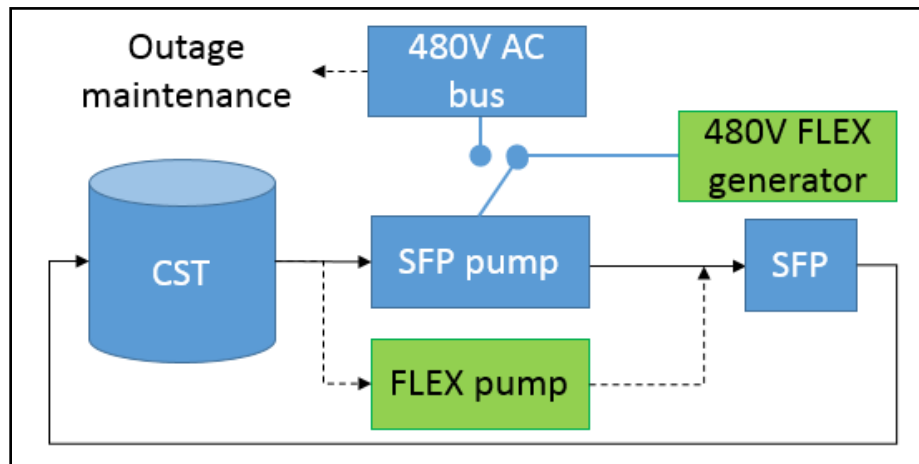 Outage
maintenance
480V AC
bus
480V FLEX
generator
CST
SFP pump
SFP
FLEX pump